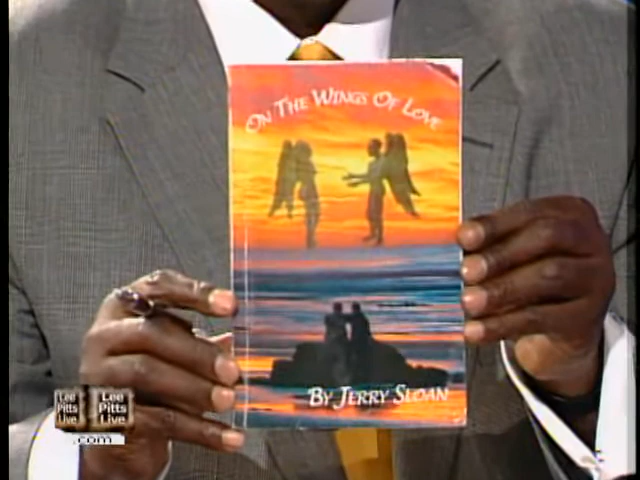 On The Wings Of Love
By Jerry Sloan
Lee Pitts Live
Lee Pitts Live
.com